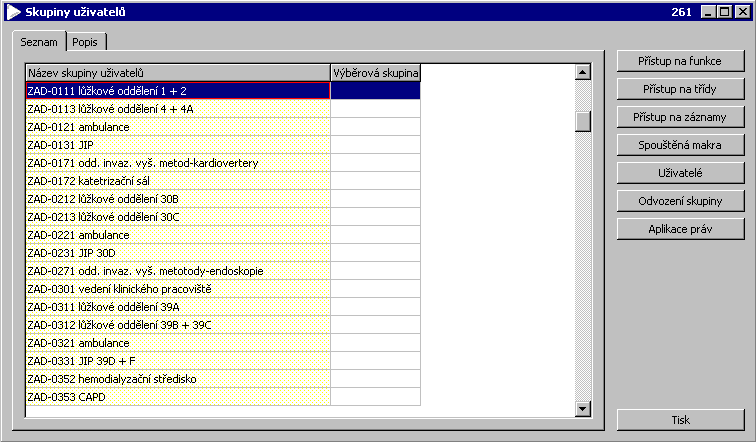 Skupiny uživatelů 261
Seznam Popis
Název skupiny uživatelů Výběrová skupina
ZAD-0111 lůžkové oddělení 1 + 2
ZAD-0113 lůžkové oddělení 4 + 4A
ZAD-0121 ambulance
ZAD-0131 JIP
ZAD-0171 odd. invaz. vyš. metod-kardiovertery
ZAD-0172 katetrizační sál
ZAD-0212 lůžkové oddělení 30B
ZAD-0213 lůžkové oddělení 30C
ZAD-0221 ambulance
ZAD-0231 JIP 30D
ZAD-0271 odd. invaz. vyš. metotody-endoskopie
ZAD-0301 vedení klinického pracoviště
ZAD-0311 lůžkové oddělení 39A
ZAD-0312 lůžkové oddělení 39B + 39C
ZAD-0321 ambulance
ZAD-0331 JIP 39D + F
ZAD-0352 hemodialyzační středisko
ZAD-0353 CAPD
Přístup na funkce
Přístup na třídy
Přístup na záznamy
Spouštěná makra
Uživatelé
Odvození skupiny
Aplikace práv
Tisk